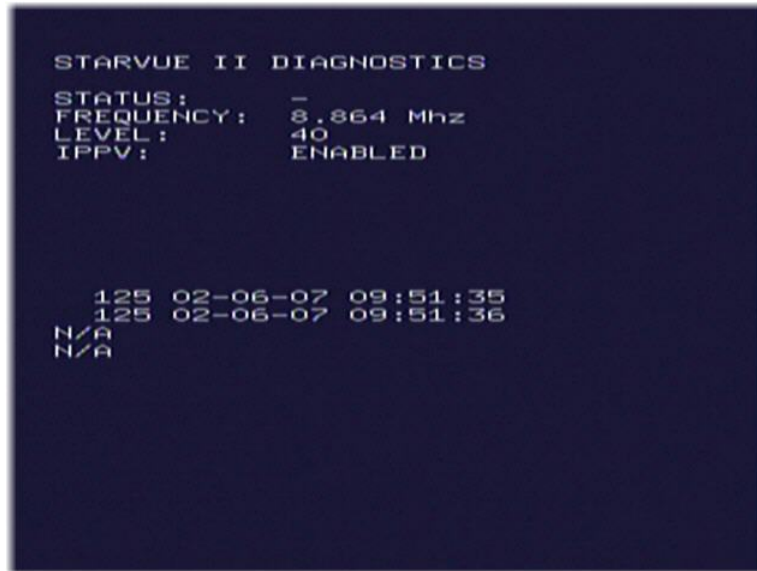 STARVUE II DIAGNOSTICS
STATUS: -
FREQUENCY: 8.864 Mhz
LEVEL: 40
IPPV: ENABLED
125 02-06-07 09:51:35
125 02-06-07 09:51:36
N/A
N/A